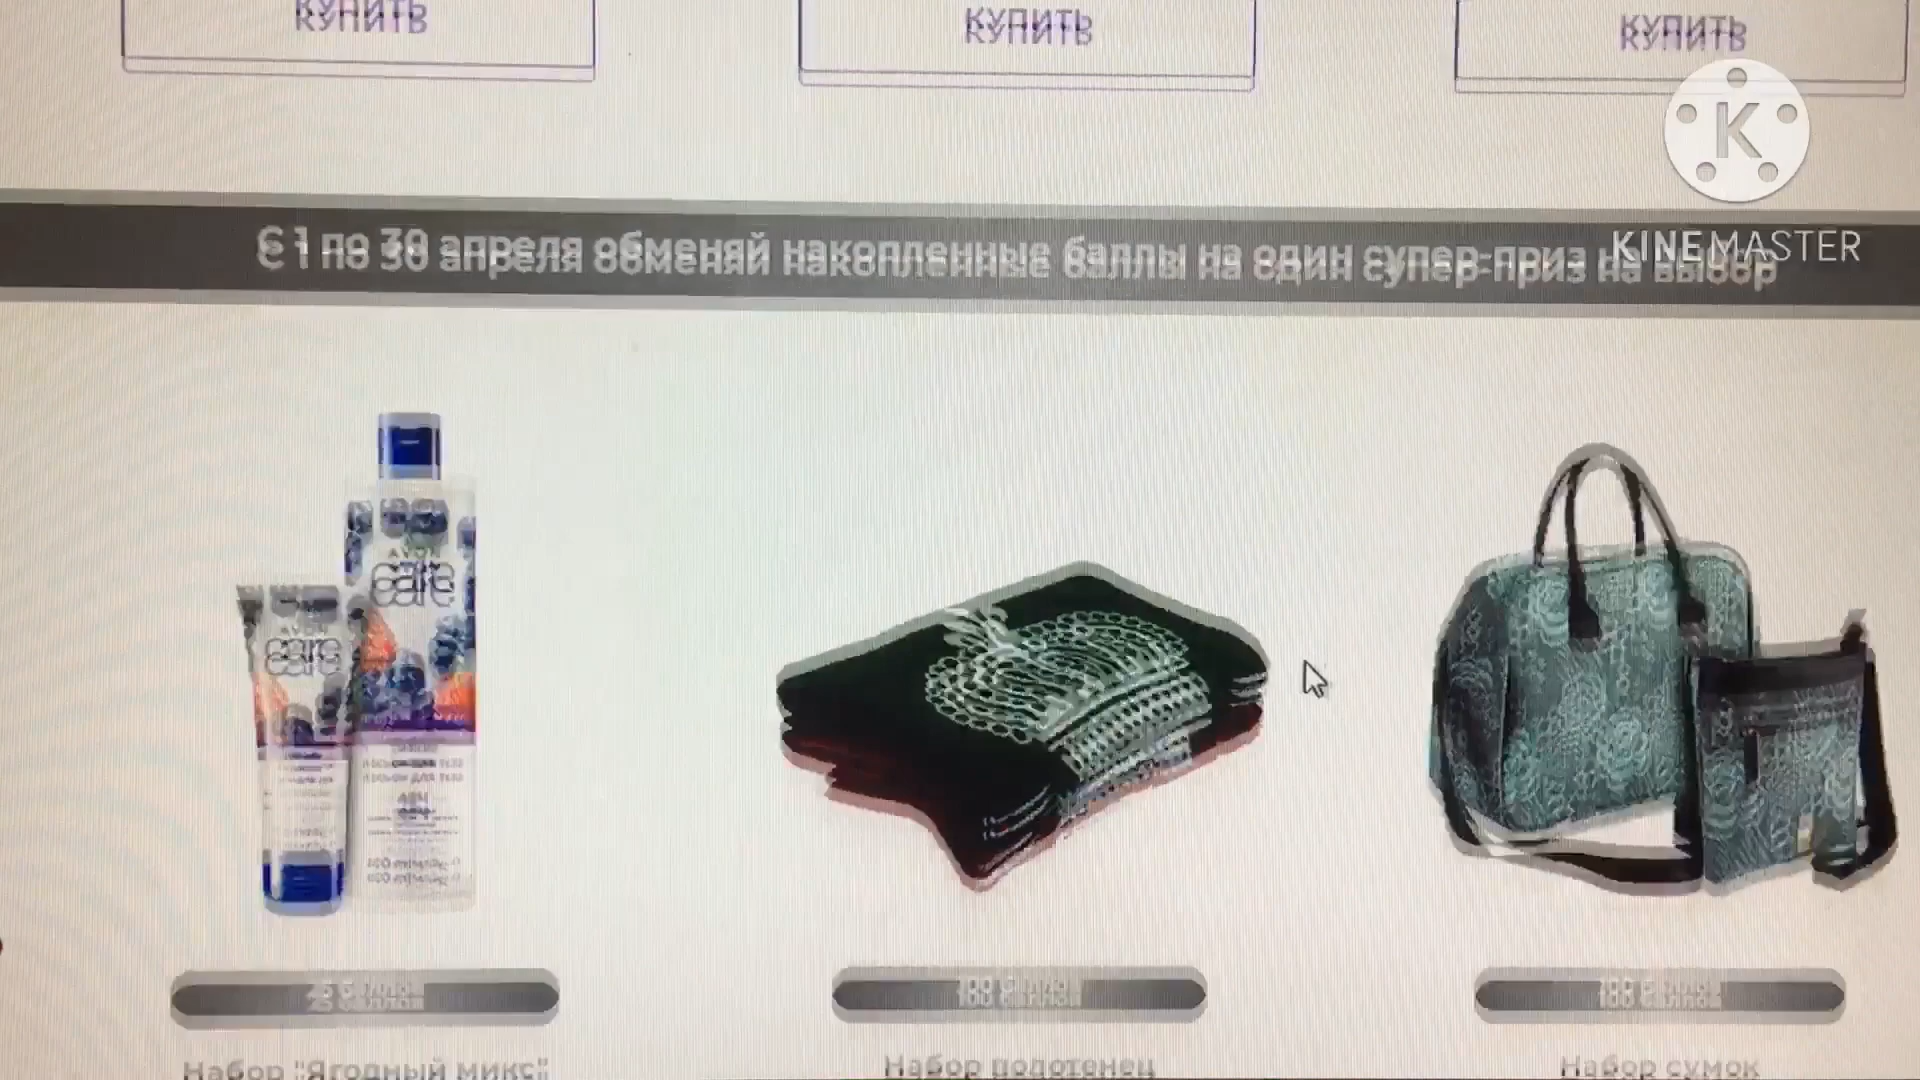 КУПИТЬ КУПИТЬ КУПИТЬ
KINEMASTER
С 1 по 30 апреля обменяй накопленные баллы на один супер-приз на выбор
AVON
care
AVON
care
25 баллов 100 баллов 100 баллов
Набор "Ягодный микс" Набор полотенец Набор сумок